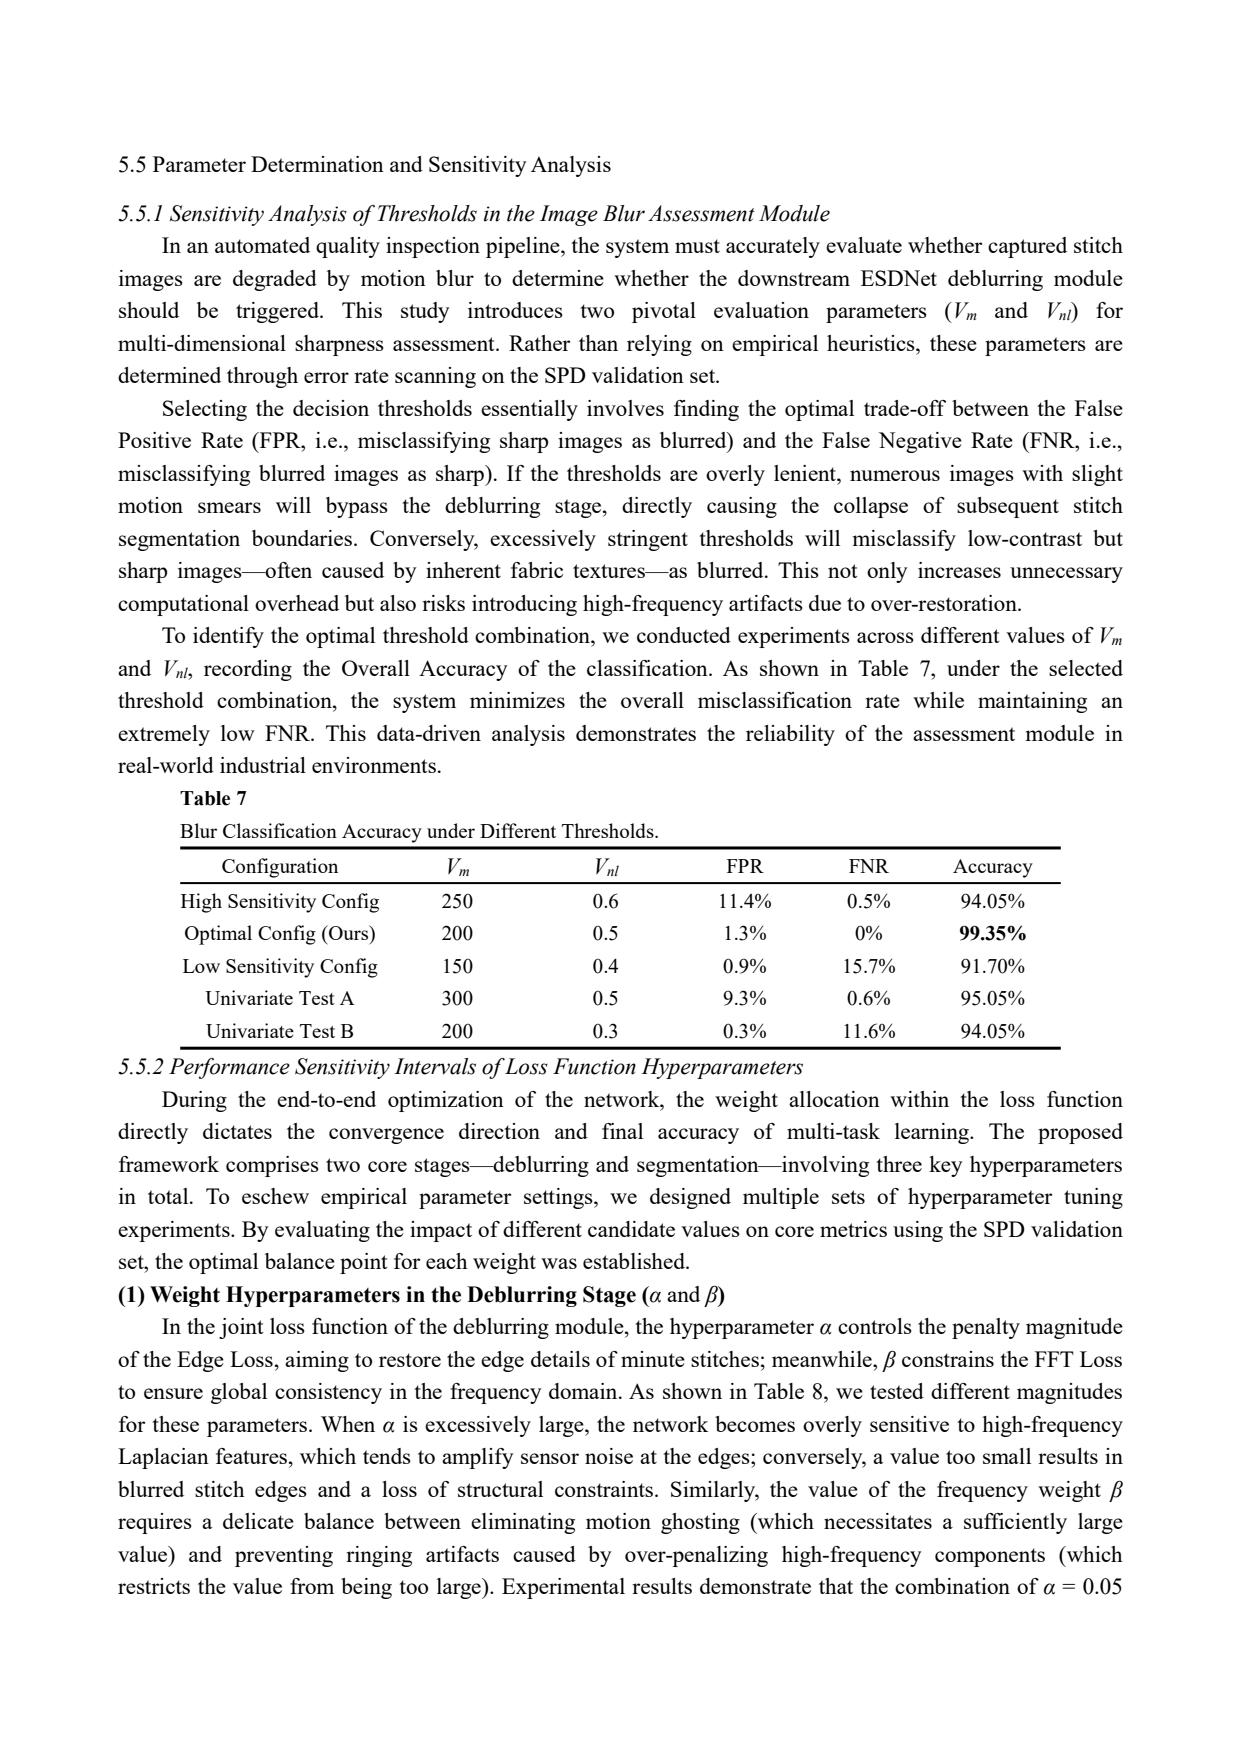 5.5 Parameter Determination and Sensitivity Analysis
5.5.1 Sensitivity Analysis of Thresholds in the Image Blur Assessment Module
In an automated quality inspection pipeline, the system must accurately evaluate whether captured stitch
images are degraded by motion blur to determine whether the downstream ESDNet deblurring module
should be triggered. This study introduces two pivotal evaluation parameters (Vm and Vnl) for
multi-dimensional sharpness assessment. Rather than relying on empirical heuristics, these parameters are
determined through error rate scanning on the SPD validation set.
Selecting the decision thresholds essentially involves finding the optimal trade-off between the False
Positive Rate (FPR, i.e., misclassifying sharp images as blurred) and the False Negative Rate (FNR, i.e.,
misclassifying blurred images as sharp). If the thresholds are overly lenient, numerous images with slight
motion smears will bypass the deblurring stage, directly causing the collapse of subsequent stitch
segmentation boundaries. Conversely, excessively stringent thresholds will misclassify low-contrast but
sharp images—often caused by inherent fabric textures—as blurred. This not only increases unnecessary
computational overhead but also risks introducing high-frequency artifacts due to over-restoration.
To identify the optimal threshold combination, we conducted experiments across different values of Vm
and Vnl, recording the Overall Accuracy of the classification. As shown in Table 7, under the selected
threshold combination, the system minimizes the overall misclassification rate while maintaining an
extremely low FNR. This data-driven analysis demonstrates the reliability of the assessment module in
real-world industrial environments.
Table 7
Blur Classification Accuracy under Different Thresholds.
Configuration Vm Vnl FPR FNR Accuracy
High Sensitivity Config 250 0.6 11.4% 0.5% 94.05%
Optimal Config (Ours) 200 0.5 1.3% 0% 99.35%
Low Sensitivity Config 150 0.4 0.9% 15.7% 91.70%
Univariate Test A 300 0.5 9.3% 0.6% 95.05%
Univariate Test B 200 0.3 0.3% 11.6% 94.05%
5.5.2 Performance Sensitivity Intervals of Loss Function Hyperparameters
During the end-to-end optimization of the network, the weight allocation within the loss function
directly dictates the convergence direction and final accuracy of multi-task learning. The proposed
framework comprises two core stages—deblurring and segmentation—involving three key hyperparameters
in total. To eschew empirical parameter settings, we designed multiple sets of hyperparameter tuning
experiments. By evaluating the impact of different candidate values on core metrics using the SPD validation
set, the optimal balance point for each weight was established.
(1) Weight Hyperparameters in the Deblurring Stage (α and β)
In the joint loss function of the deblurring module, the hyperparameter α controls the penalty magnitude
of the Edge Loss, aiming to restore the edge details of minute stitches; meanwhile, β constrains the FFT Loss
to ensure global consistency in the frequency domain. As shown in Table 8, we tested different magnitudes
for these parameters. When α is excessively large, the network becomes overly sensitive to high-frequency
Laplacian features, which tends to amplify sensor noise at the edges; conversely, a value too small results in
blurred stitch edges and a loss of structural constraints. Similarly, the value of the frequency weight β
requires a delicate balance between eliminating motion ghosting (which necessitates a sufficiently large
value) and preventing ringing artifacts caused by over-penalizing high-frequency components (which
restricts the value from being too large). Experimental results demonstrate that the combination of α = 0.05